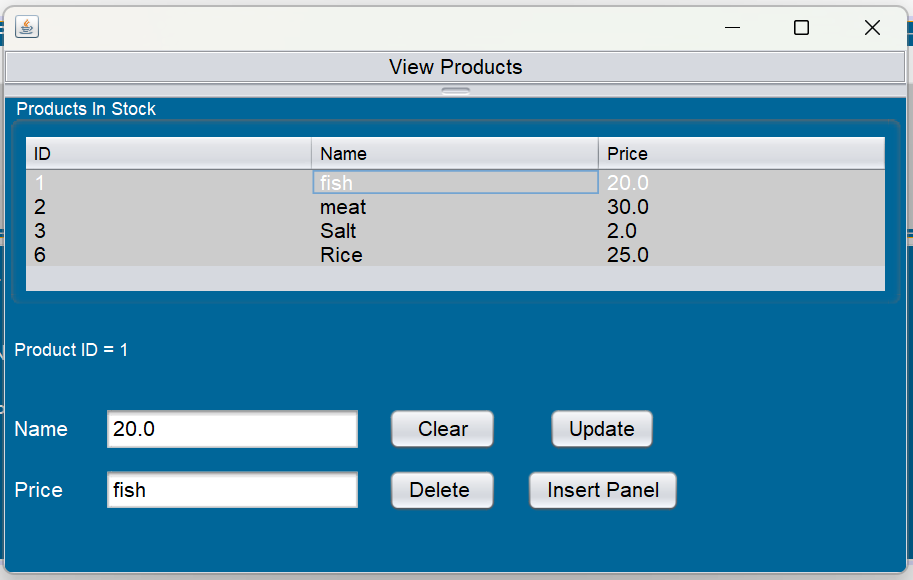 View Products
Products In Stock
ID Name Price
1 fish 20.0
2 meat 30.0
3 Salt 2.0
6 Rice 25.0
Product ID = 1
Name 20.0 Clear Update
Price fish Delete Insert Panel